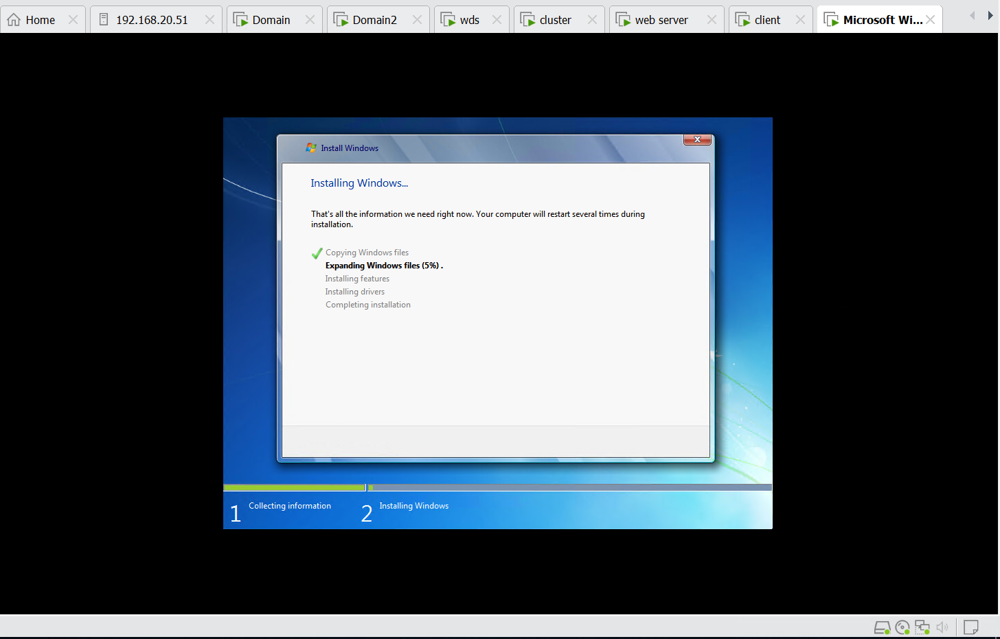 Home
192.168.20.51
Domain
Domain2
wds
cluster
web server
client
Microsoft Wi...
Install Windows
Installing Windows...
That's all the information we need right now. Your computer will restart several times during
installation.
Copying Windows files
Expanding Windows files (5%) .
Installing features
Installing drivers
Completing installation
1 Collecting information
2 Installing Windows